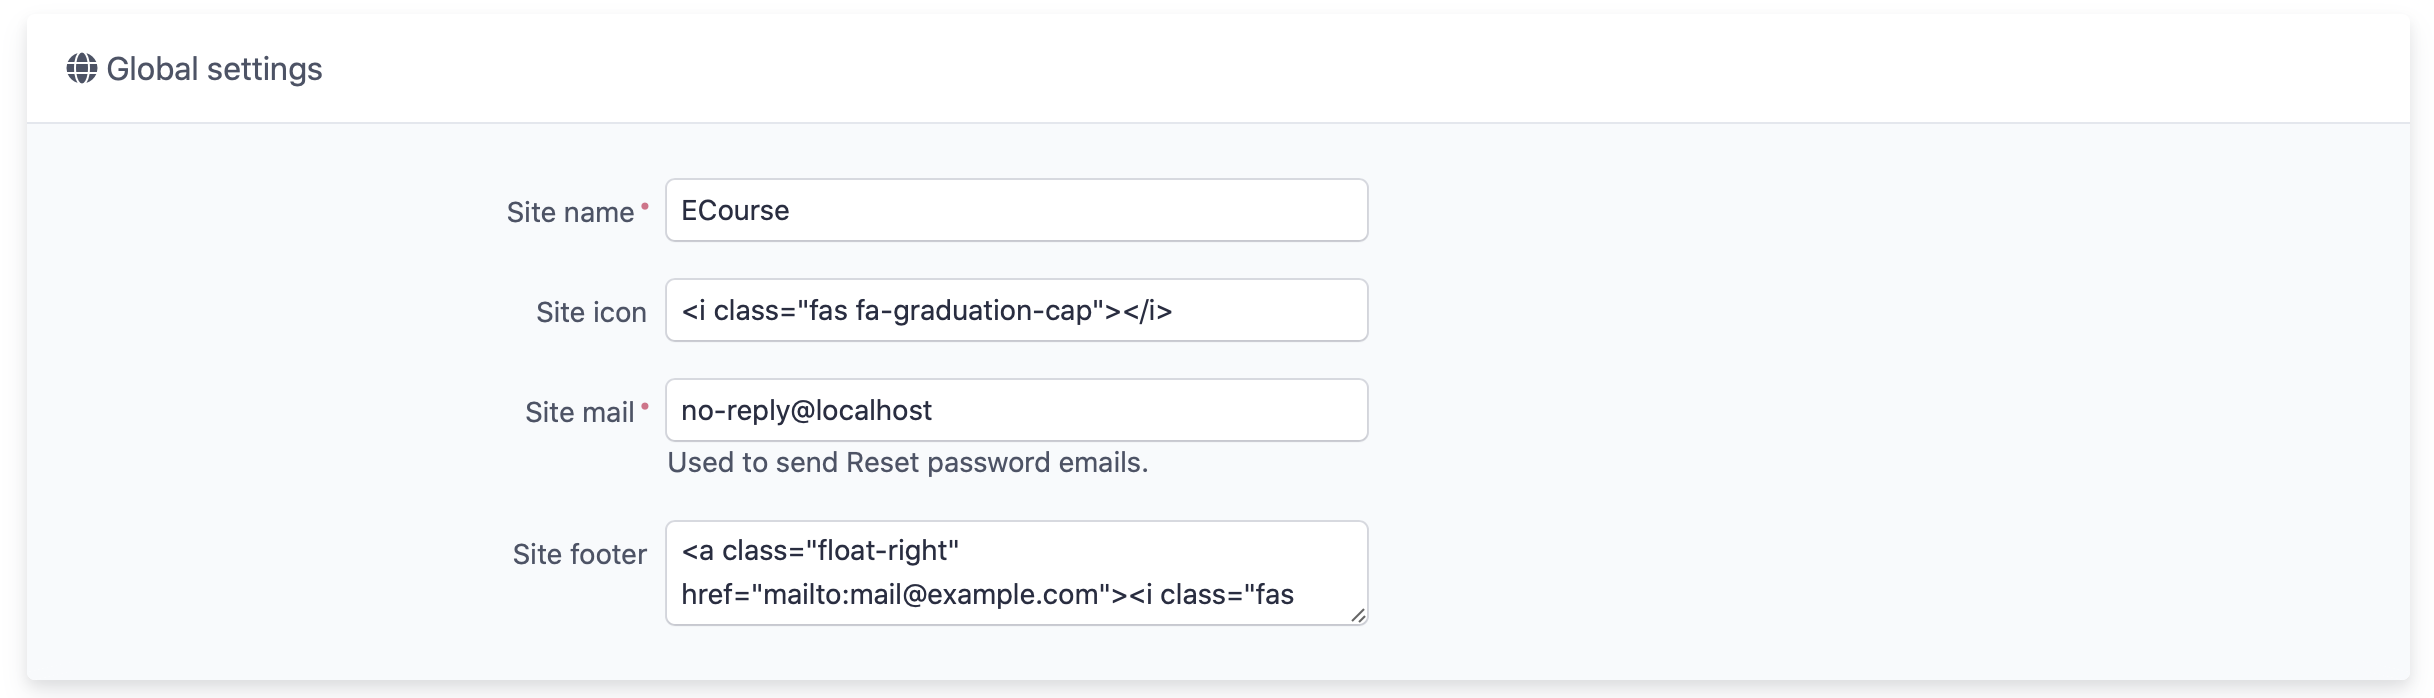 Global settings
Site name
ECourse
Site icon
<i class="fas fa-graduation-cap"></i>
Site mail
no-reply@localhost
Used to send Reset password emails.
Site footer
<a class="float-right"
href="mailto:mail@example.com"><i class="fas